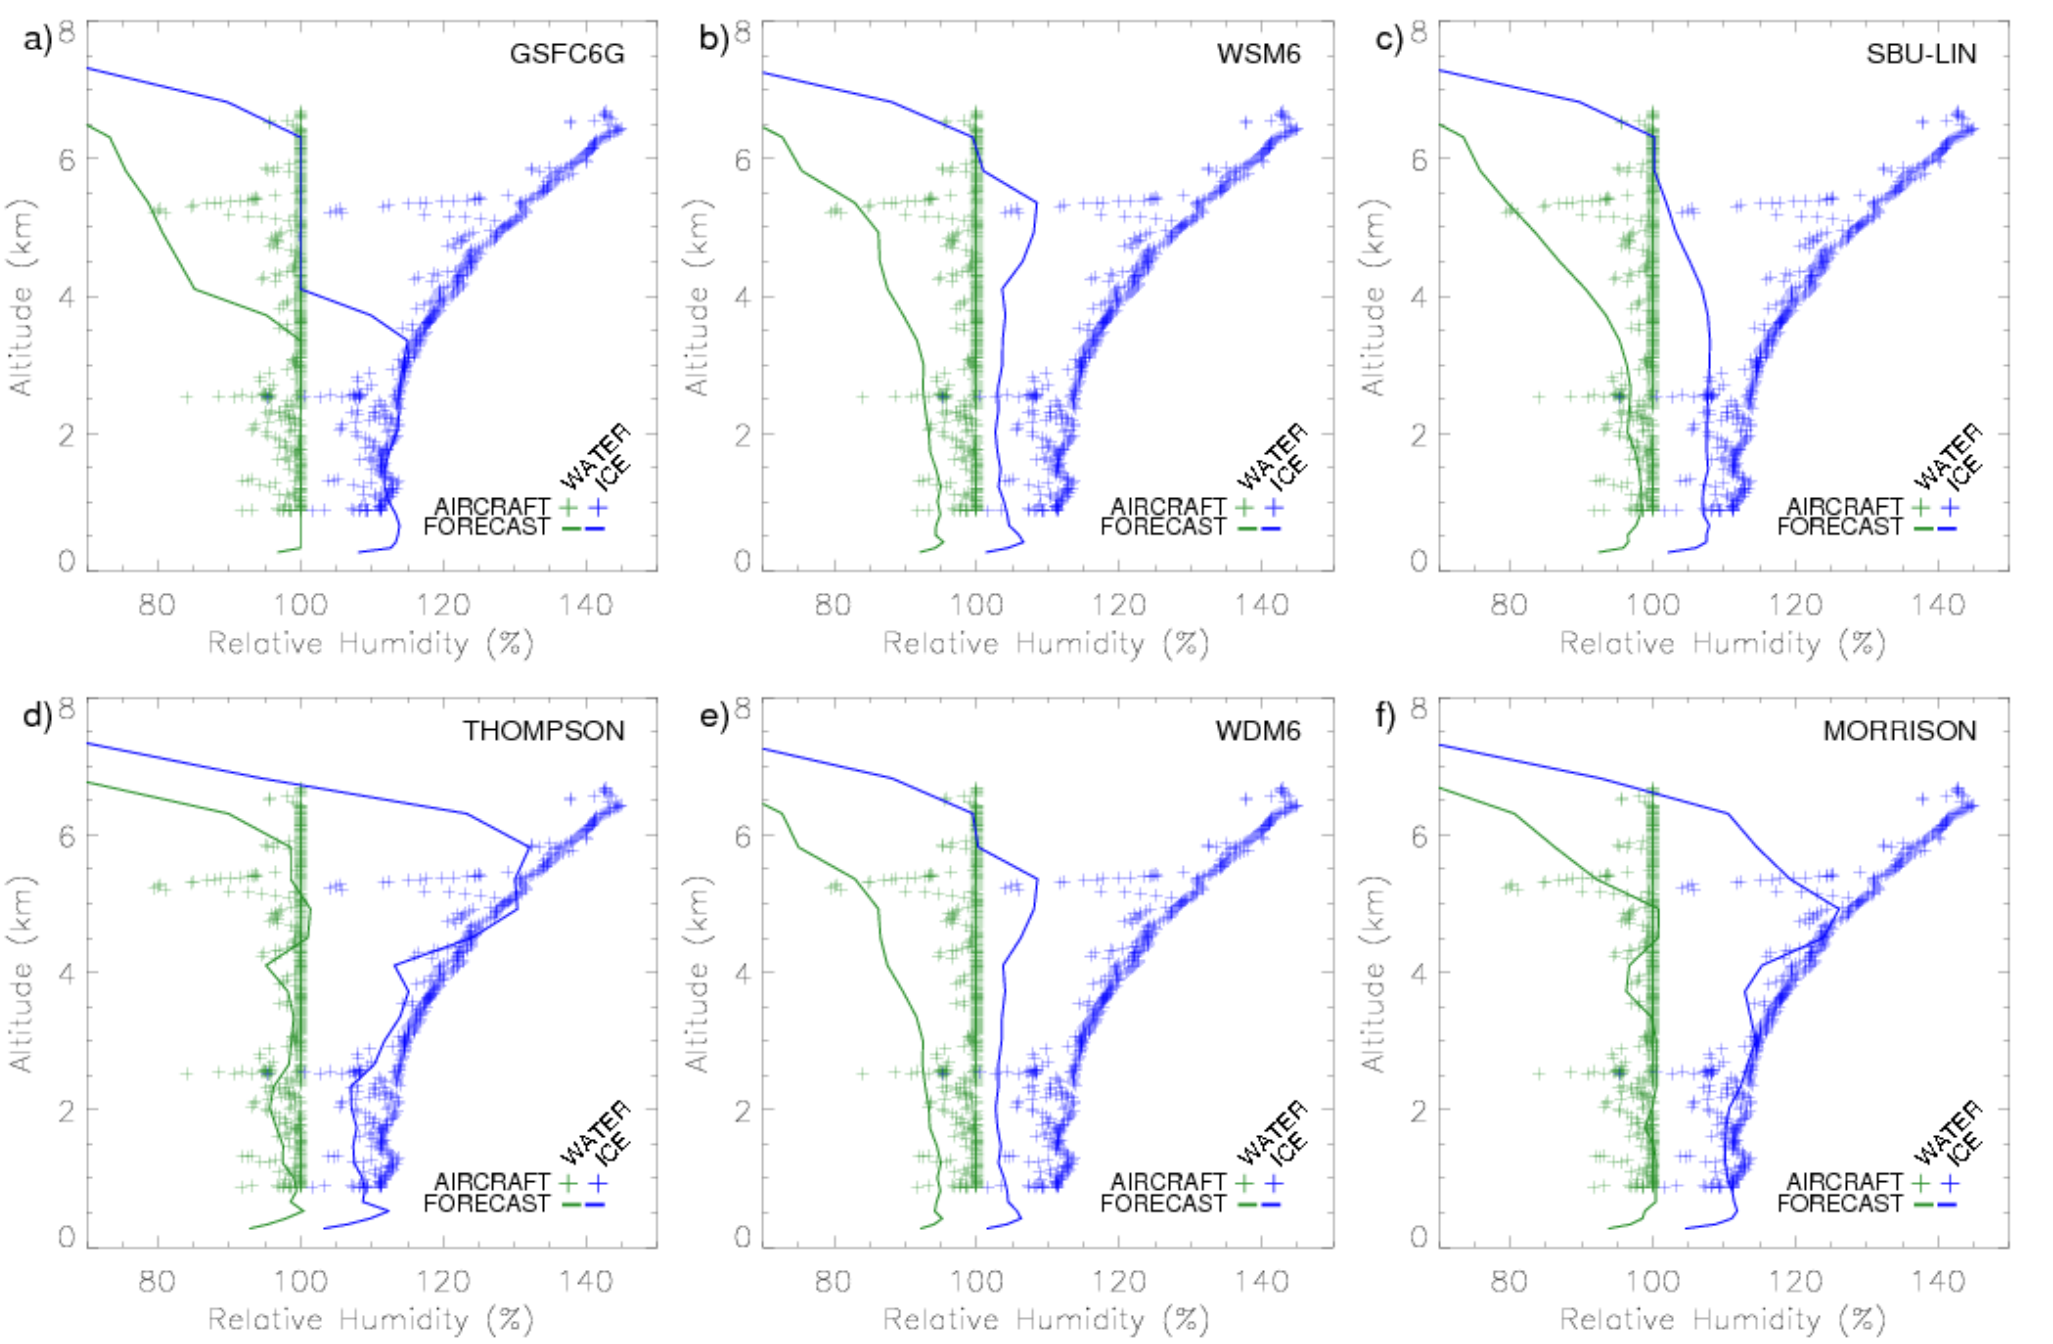 a)
GSFC6G
8
6
4
2
0
Altitude (km)
WATER
ICE
AIRCRAFT
FORECAST
80 100 120 140
Relative Humidity (%)
b)
WSM6
8
6
4
2
0
Altitude (km)
WATER
ICE
AIRCRAFT
FORECAST
80 100 120 140
Relative Humidity (%)
c)
SBU-LIN
8
6
4
2
0
Altitude (km)
WATER
ICE
AIRCRAFT
FORECAST
80 100 120 140
Relative Humidity (%)
d)
THOMPSON
8
6
4
2
0
Altitude (km)
WATER
ICE
AIRCRAFT
FORECAST
80 100 120 140
Relative Humidity (%)
e)
WDM6
8
6
4
2
0
Altitude (km)
WATER
ICE
AIRCRAFT
FORECAST
80 100 120 140
Relative Humidity (%)
f)
MORRISON
8
6
4
2
0
Altitude (km)
WATER
ICE
AIRCRAFT
FORECAST
80 100 120 140
Relative Humidity (%)